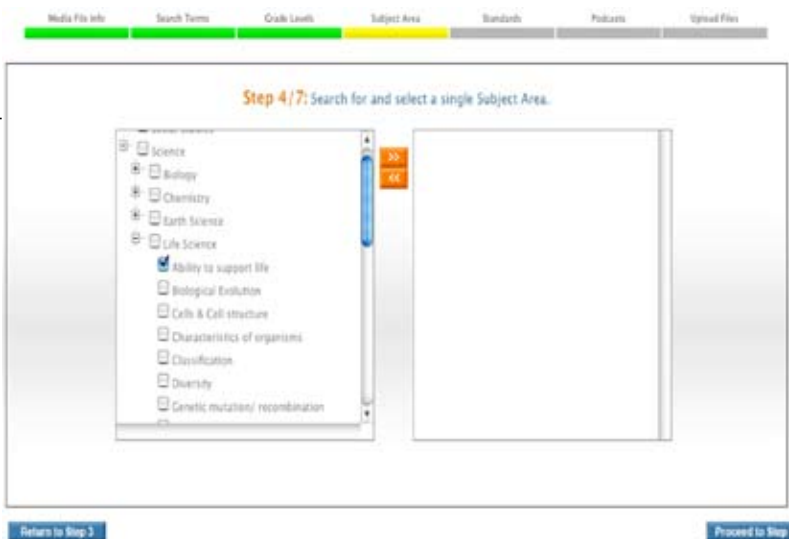 Media File Info Search Terms Grade Levels Subject Area Standards Podcasts Upload Files
Step 4/7: Search for and select a single Subject Area.
Science
Biology
Chemistry
Earth Science
Life Science
Ability to support life
Biological Evolution
Cells & Cell structure
Characteristics of organisms
Classification
Diversity
Genetic mutation/ recombination
>>
<<
Return to Step 3
Proceed to Step